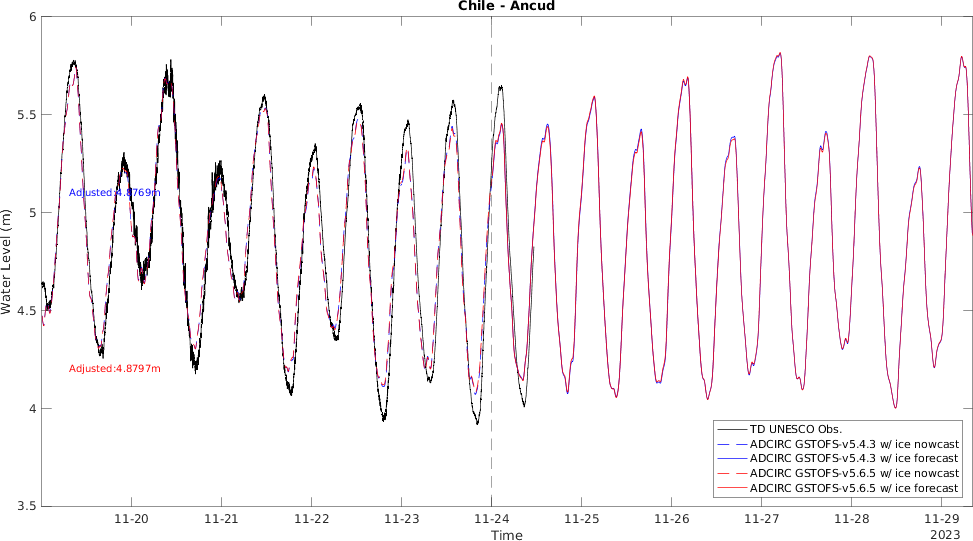 Chile - Ancud
6
5.5
5
4.5
4
3.5
Water Level (m)
Adjusted:4.8769m
Adjusted:4.8797m
TD UNESCO Obs.
ADCIRC GSTOFS-v5.4.3 w/ ice nowcast
ADCIRC GSTOFS-v5.4.3 w/ ice forecast
ADCIRC GSTOFS-v5.6.5 w/ ice nowcast
ADCIRC GSTOFS-v5.6.5 w/ ice forecast
11-20 11-21 11-22 11-23 11-24 11-25 11-26 11-27 11-28 11-29
2023
Time